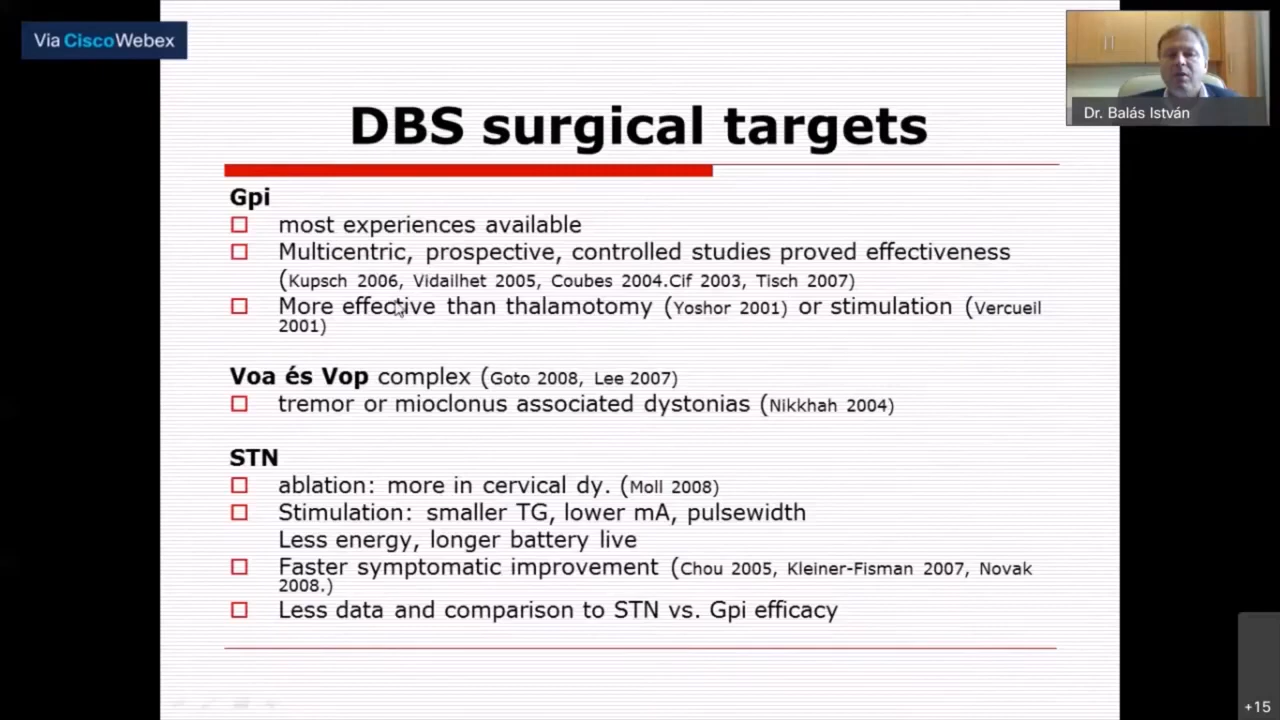 Via Cisco Webex
Dr. Balás István
DBS surgical targets
Gpi
most experiences available
Multicentric, prospective, controlled studies proved effectiveness
(Kupsch 2006, Vidailhet 2005, Coubes 2004.Cif 2003, Tisch 2007)
More effective than thalamotomy (Yoshor 2001) or stimulation (Vercueil
2001)
Voa és Vop complex (Goto 2008, Lee 2007)
tremor or mioclonus associated dystonias (Nikkhah 2004)
STN
ablation: more in cervical dy. (Moll 2008)
Stimulation: smaller TG, lower mA, pulsewidth
Less energy, longer battery live
Faster symptomatic improvement (Chou 2005, Kleiner-Fisman 2007, Novak
2008.)
Less data and comparison to STN vs. Gpi efficacy
+15